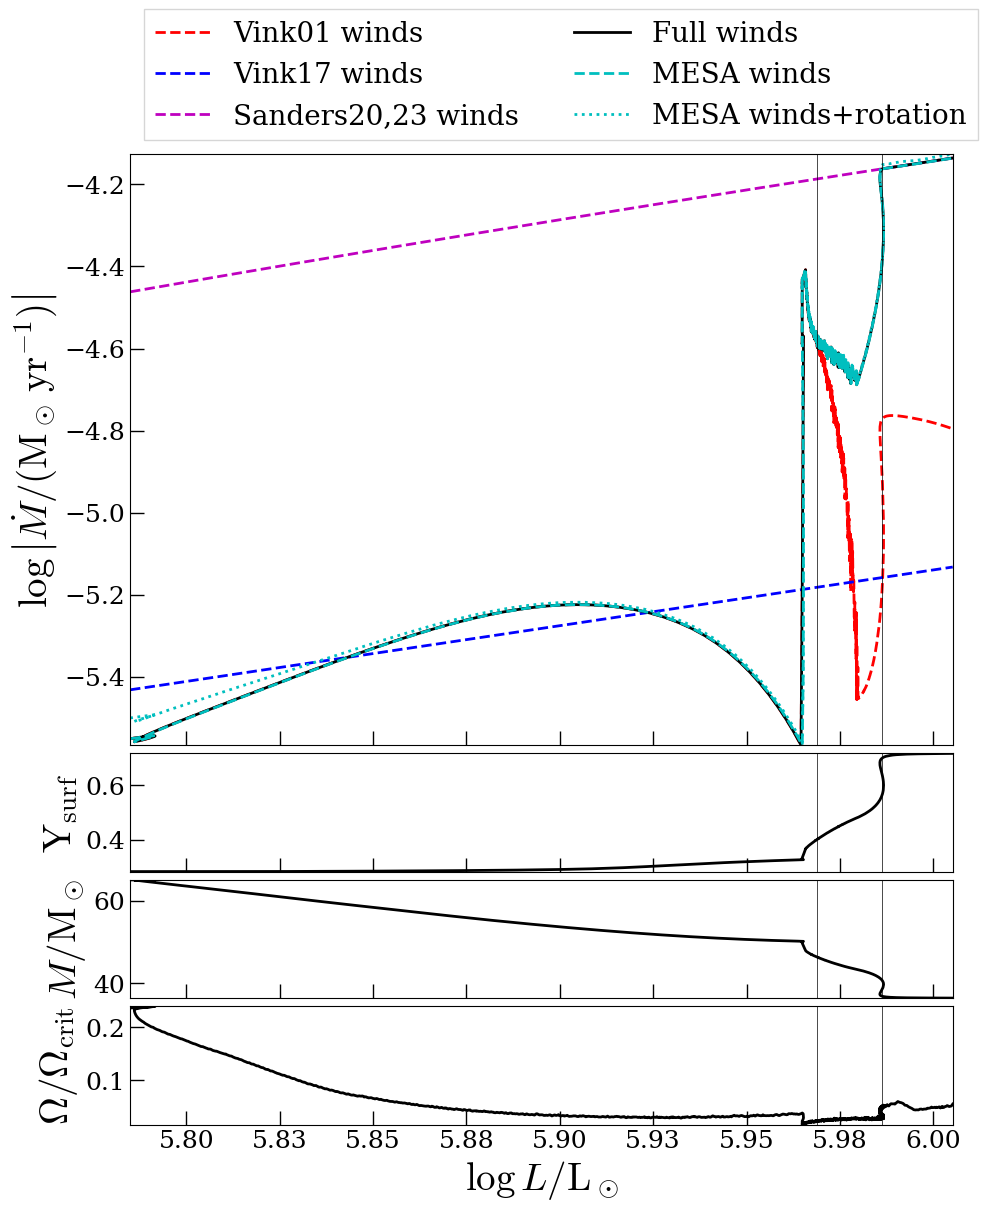 Vink01 winds
Vink17 winds
Sanders20,23 winds
Full winds
MESA winds
MESA winds+rotation
log |Ṁ/(M⊙ yr⁻¹)|
−4.2
−4.4
−4.6
−4.8
−5.0
−5.2
−5.4
Y_surf
0.6
0.4
M/M⊙
60
40
Ω/Ω_crit
0.2
0.1
5.80 5.83 5.85 5.88 5.90 5.93 5.95 5.98 6.00
log L/L⊙